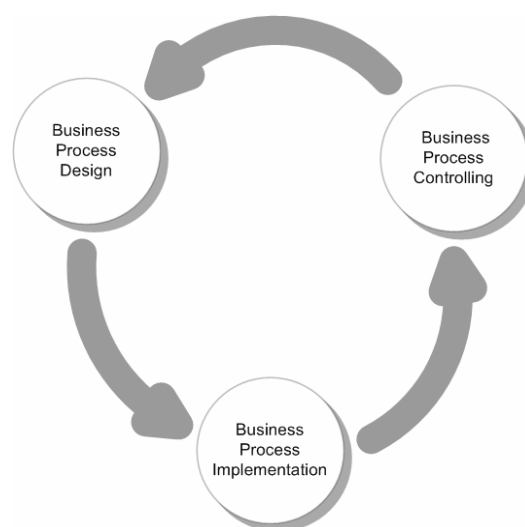 Business
Process
Design
Business
Process
Controlling
Business
Process
Implementation